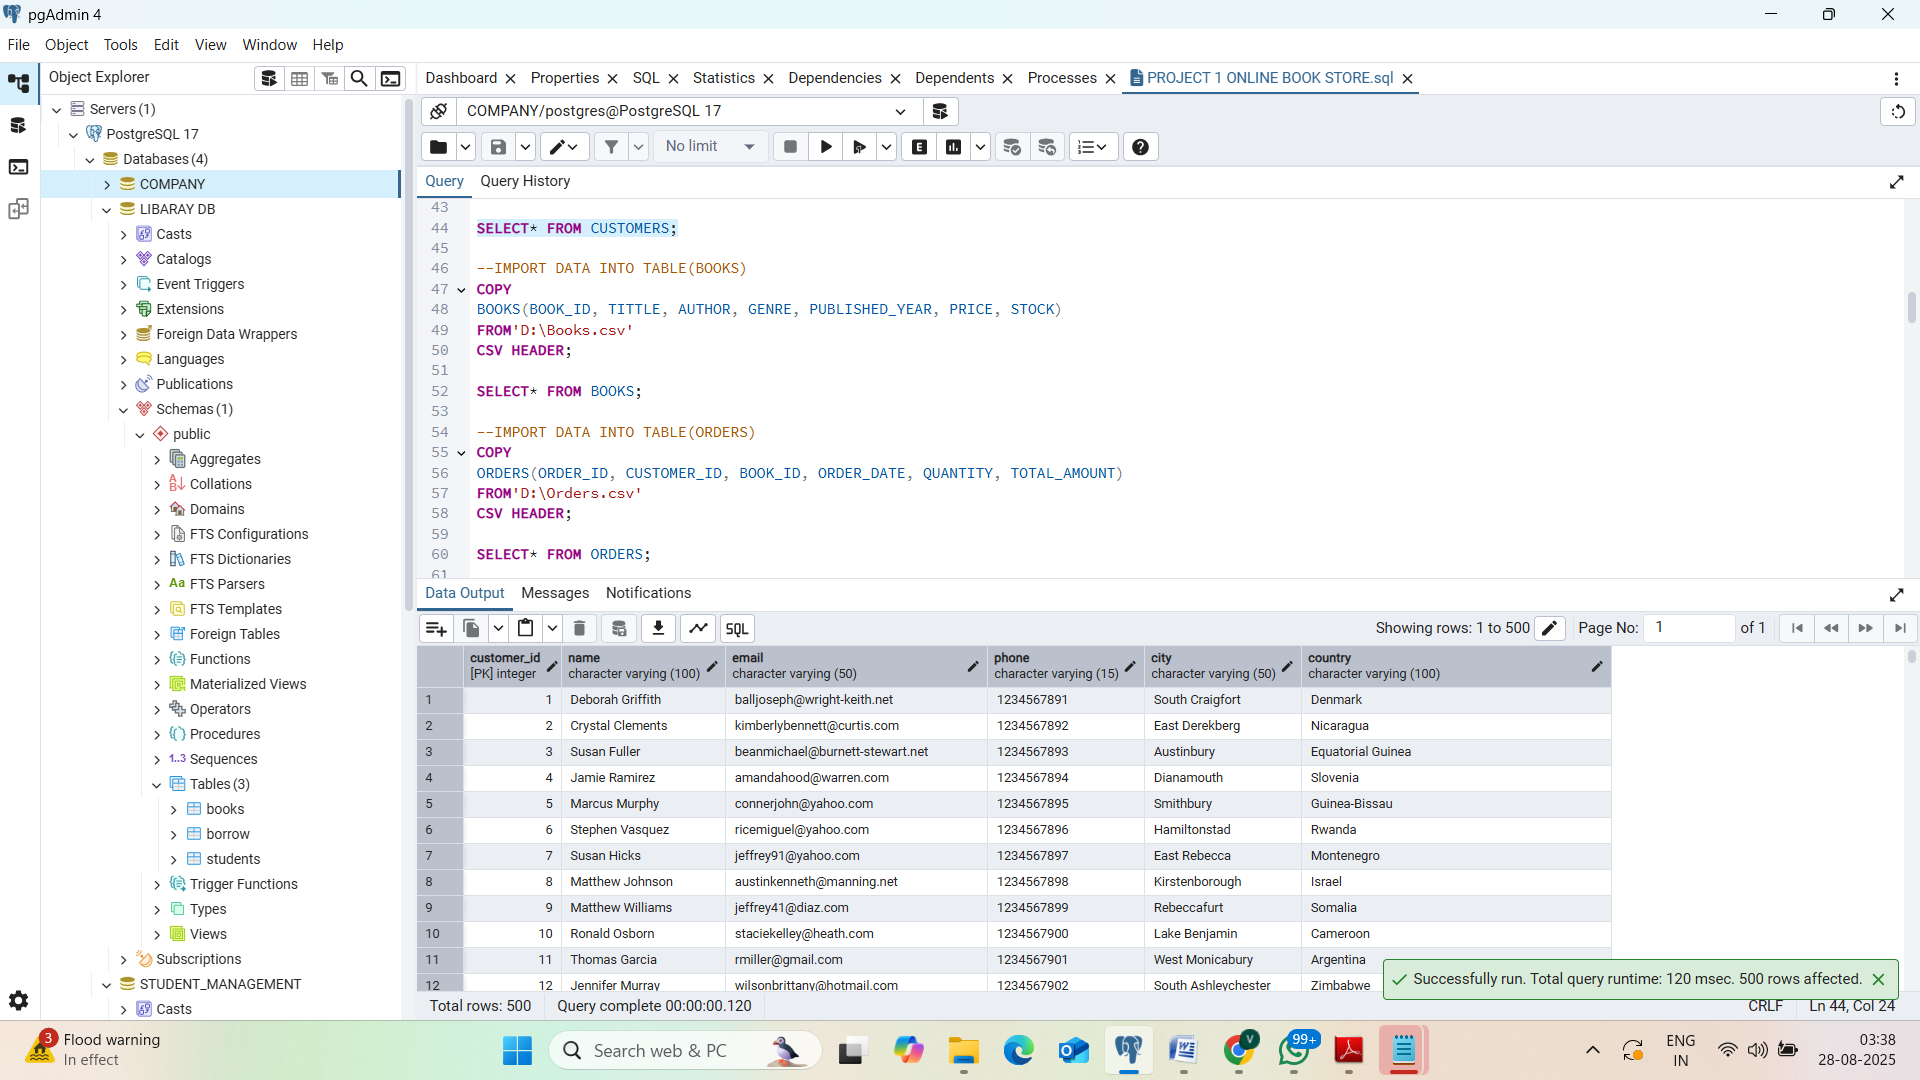 pgAdmin 4
File Object Tools Edit View Window Help
Object Explorer
Servers (1)
PostgreSQL 17
Databases (4)
COMPANY
LIBARAY DB
Casts
Catalogs
Event Triggers
Extensions
Foreign Data Wrappers
Languages
Publications
Schemas (1)
public
Aggregates
Collations
Domains
FTS Configurations
FTS Dictionaries
Aa FTS Parsers
FTS Templates
Foreign Tables
Functions
Materialized Views
Operators
Procedures
1..3 Sequences
Tables (3)
books
borrow
students
Trigger Functions
Types
Views
Subscriptions
STUDENT_MANAGEMENT
Casts
Dashboard Properties SQL Statistics Dependencies Dependents Processes PROJECT 1 ONLINE BOOK STORE.sql
COMPANY/postgres@PostgreSQL 17
No limit E
Query Query History
43
44 SELECT* FROM CUSTOMERS;
45
46 --IMPORT DATA INTO TABLE(BOOKS)
47 COPY
48 BOOKS(BOOK_ID, TITTLE, AUTHOR, GENRE, PUBLISHED_YEAR, PRICE, STOCK)
49 FROM'D:\Books.csv'
50 CSV HEADER;
51
52 SELECT* FROM BOOKS;
53
54 --IMPORT DATA INTO TABLE(ORDERS)
55 COPY
56 ORDERS(ORDER_ID, CUSTOMER_ID, BOOK_ID, ORDER_DATE, QUANTITY, TOTAL_AMOUNT)
57 FROM'D:\Orders.csv'
58 CSV HEADER;
59
60 SELECT* FROM ORDERS;
61
Data Output Messages Notifications
SQL Showing rows: 1 to 500 Page No: 1 of 1
customer_id name email phone city country
[PK] integer character varying (100) character varying (50) character varying (15) character varying (50) character varying (100)
1 1 Deborah Griffith balljoseph@wright-keith.net 1234567891 South Craigfort Denmark
2 2 Crystal Clements kimberlybennett@curtis.com 1234567892 East Derekberg Nicaragua
3 3 Susan Fuller beanmichael@burnett-stewart.net 1234567893 Austinbury Equatorial Guinea
4 4 Jamie Ramirez amandahood@warren.com 1234567894 Dianamouth Slovenia
5 5 Marcus Murphy connerjohn@yahoo.com 1234567895 Smithbury Guinea-Bissau
6 6 Stephen Vasquez ricemiguel@yahoo.com 1234567896 Hamiltonstad Rwanda
7 7 Susan Hicks jeffrey91@yahoo.com 1234567897 East Rebecca Montenegro
8 8 Matthew Johnson austinkenneth@manning.net 1234567898 Kirstenborough Israel
9 9 Matthew Williams jeffrey41@diaz.com 1234567899 Rebeccafurt Somalia
10 10 Ronald Osborn staciekelley@heath.com 1234567900 Lake Benjamin Cameroon
11 11 Thomas Garcia rmiller@gmail.com 1234567901 West Monicabury Argentina
12 12 Jennifer Murray wilsonbrittany@hotmail.com 1234567902 South Ashleychester Zimbabwe
Successfully run. Total query runtime: 120 msec. 500 rows affected.
Total rows: 500 Query complete 00:00:00.120 CRLF Ln 44, Col 24
3 Flood warning
In effect
Search web & PC
V
99+
ENG
IN
03:38
28-08-2025